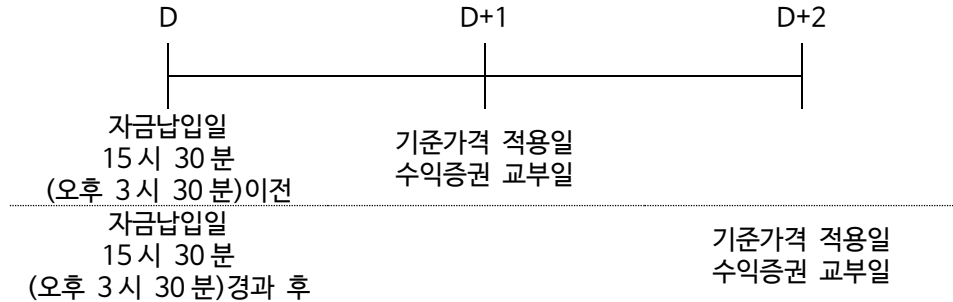 D D+1 D+2
자금납입일
15시 30분
(오후 3시 30분)이전
기준가격 적용일
수익증권 교부일
자금납입일
15시 30분
(오후 3시 30분)경과 후
기준가격 적용일
수익증권 교부일